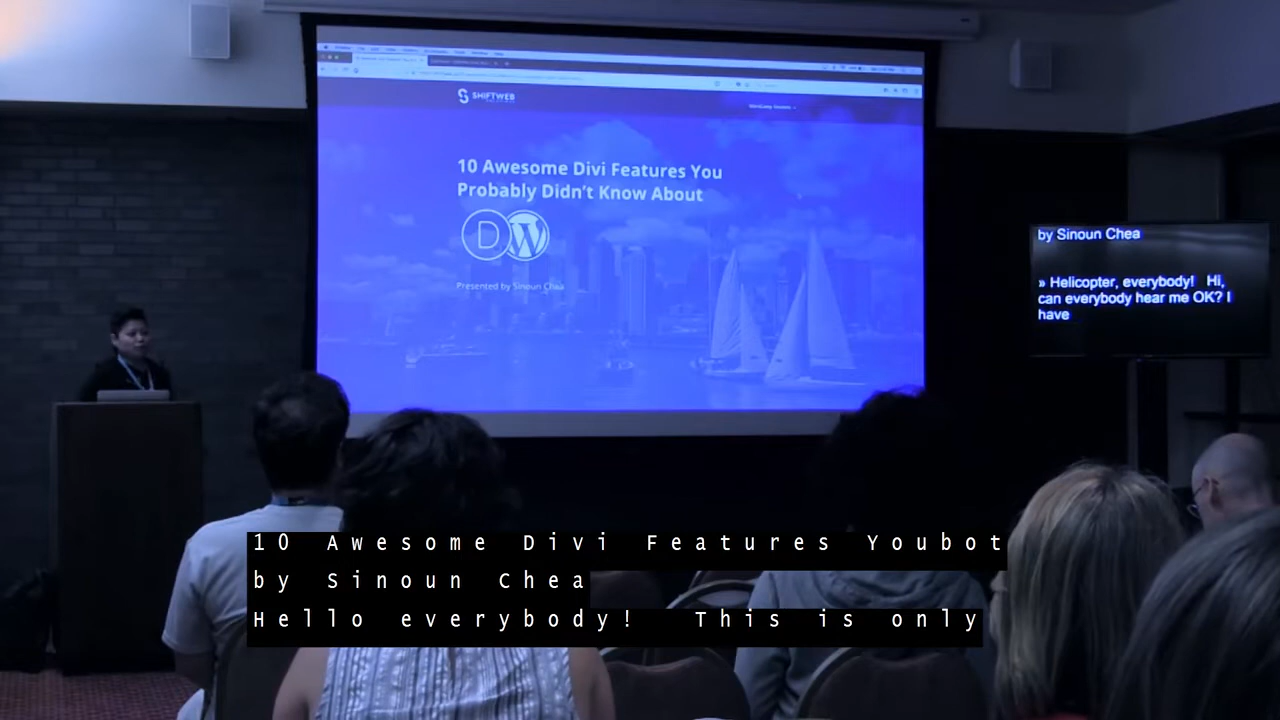 SHIFTWEB
10 Awesome Divi Features You
Probably Didn't Know About
D W
Presented by Sinoun Chea
by Sinoun Chea
» Helicopter, everybody! Hi,
can everybody hear me OK? I
have
10 Awesome Divi Features Youbot
by Sinoun Chea
Hello everybody! This is only